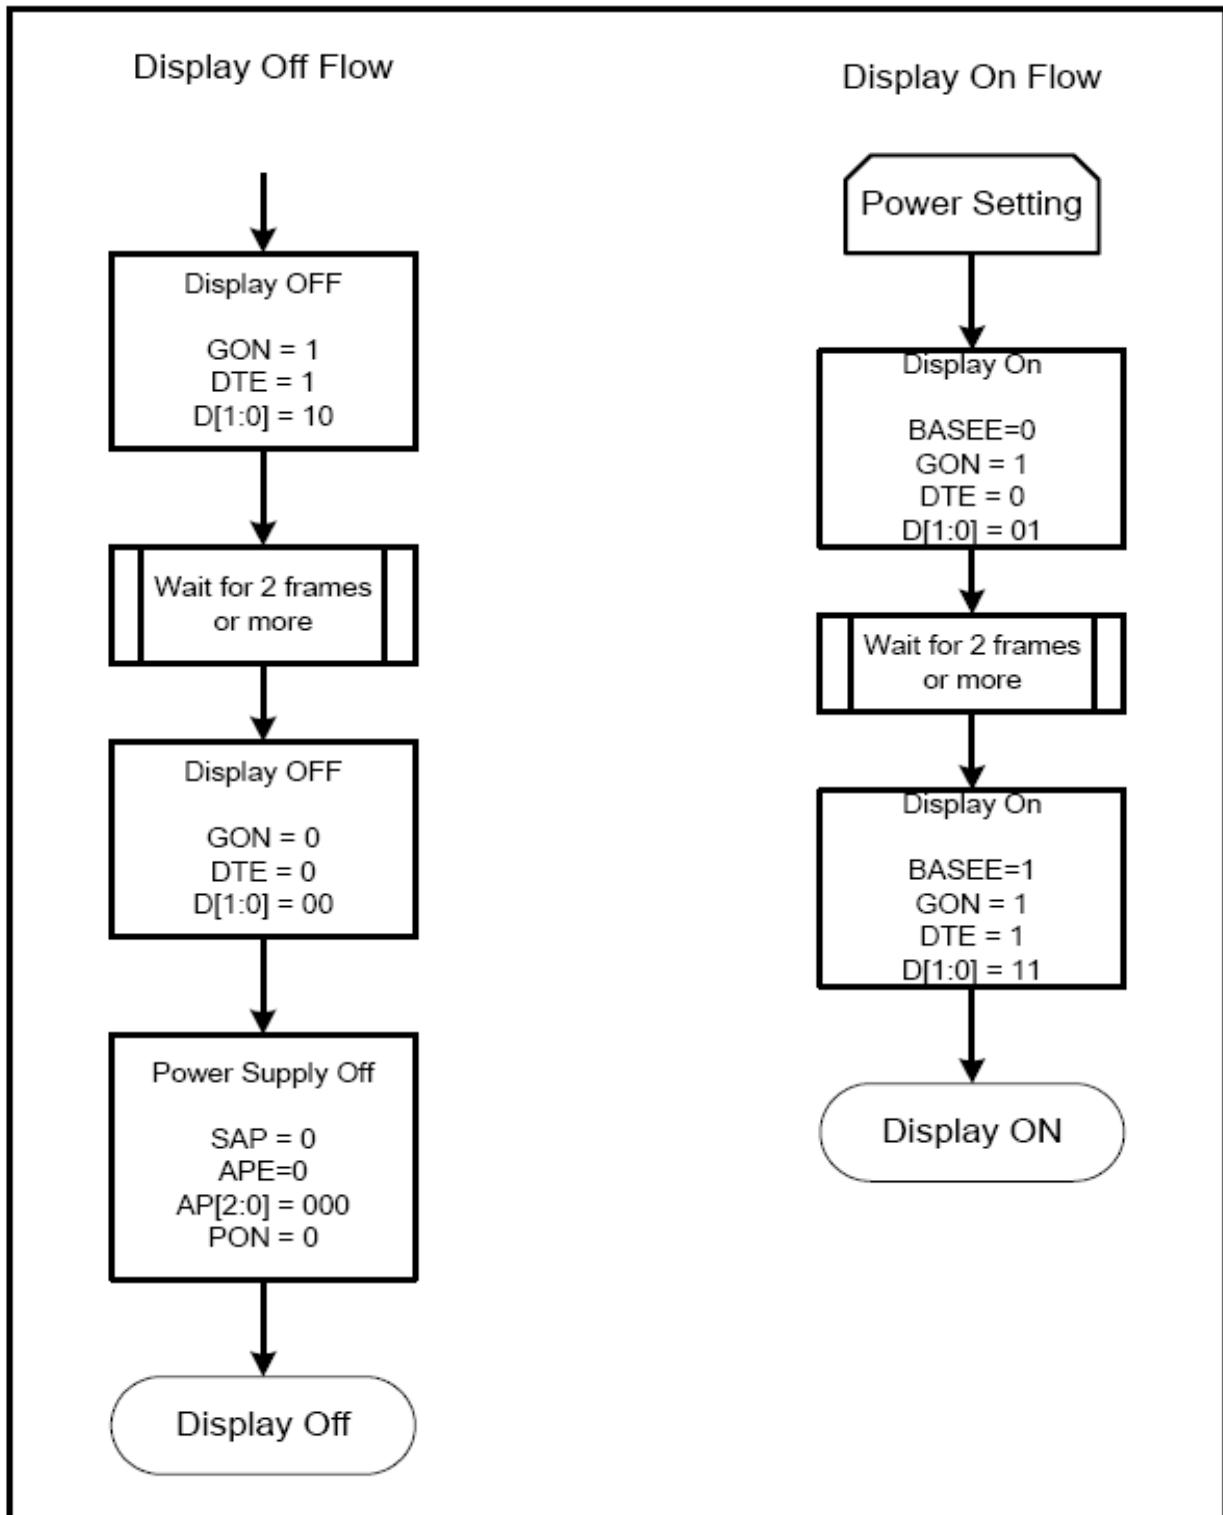 Display Off Flow
Display OFF
GON = 1
DTE = 1
D[1:0] = 10
Wait for 2 frames
or more
Display OFF
GON = 0
DTE = 0
D[1:0] = 00
Power Supply Off
SAP = 0
APE=0
AP[2:0] = 000
PON = 0
Display Off
Display On Flow
Power Setting
Display On
BASEE=0
GON = 1
DTE = 0
D[1:0] = 01
Wait for 2 frames
or more
Display On
BASEE=1
GON = 1
DTE = 1
D[1:0] = 11
Display ON